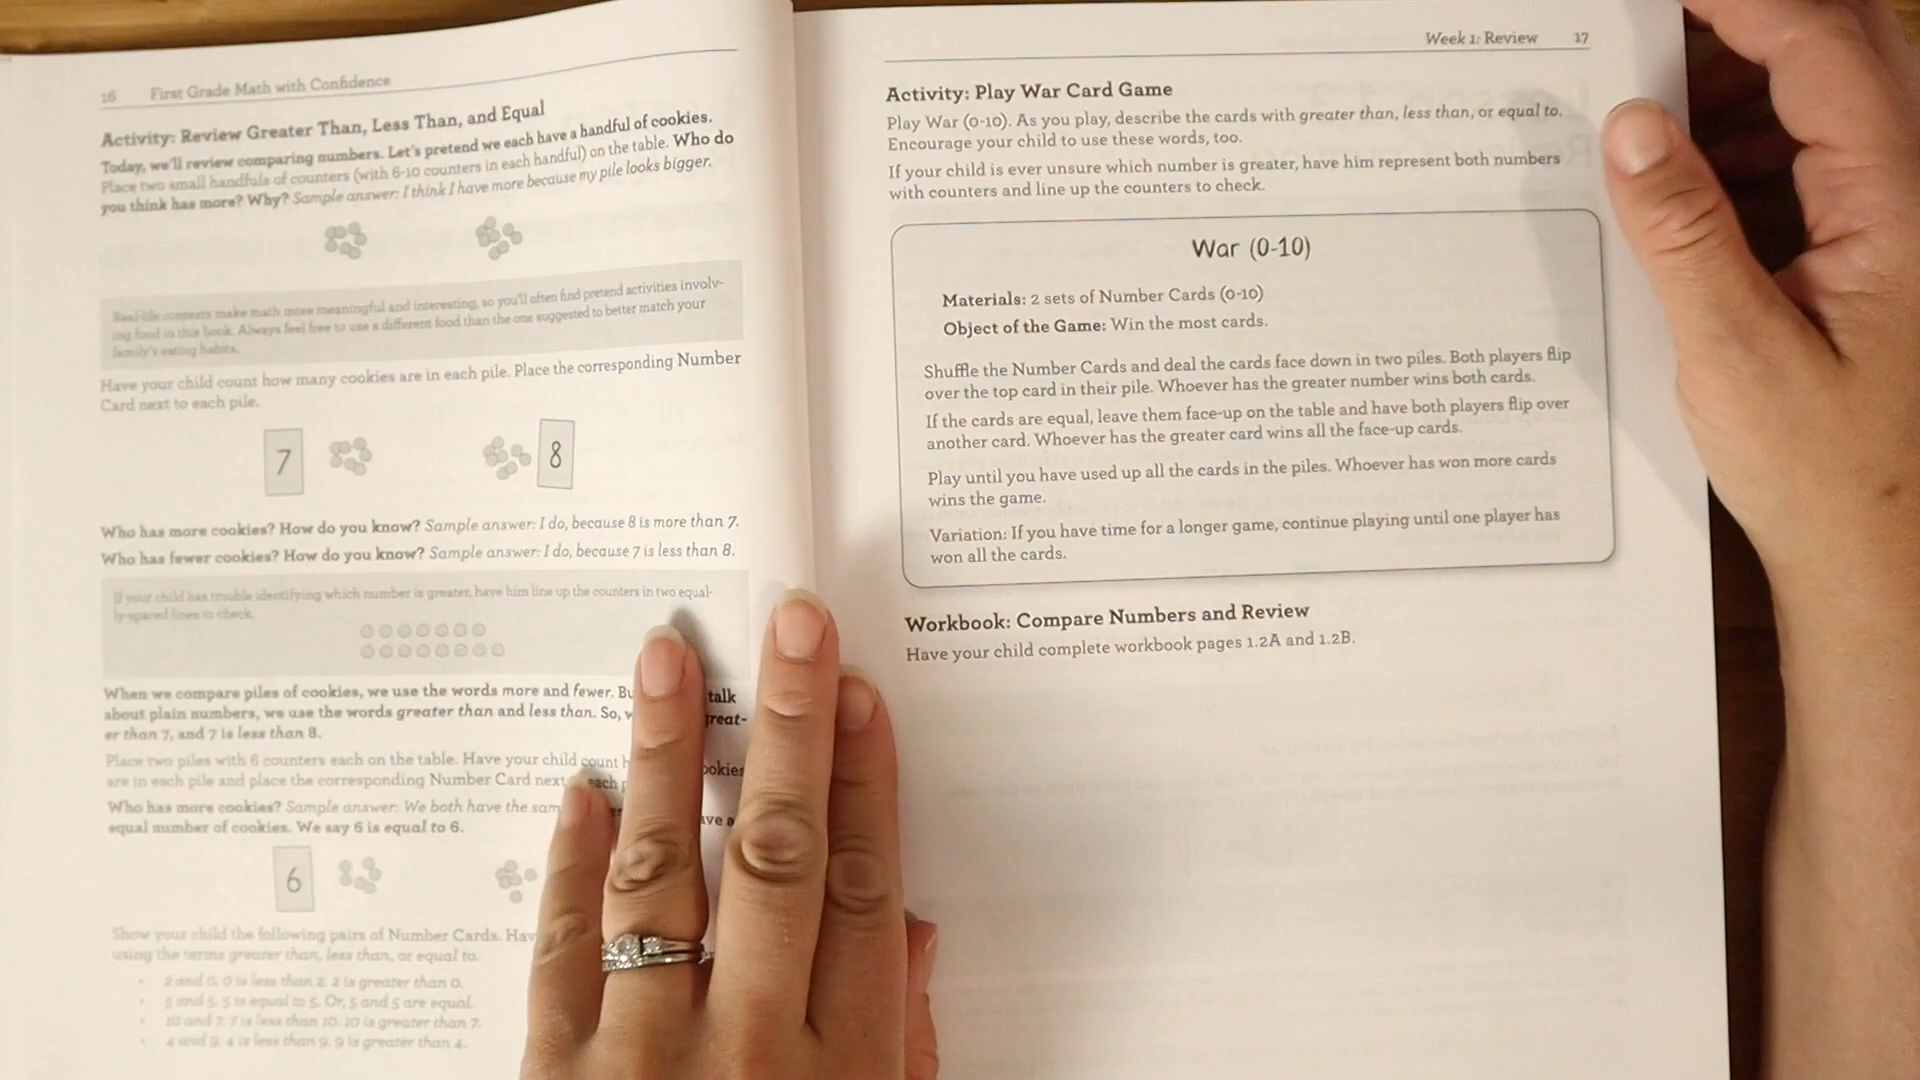 16 First Grade Math with Confidence
Activity: Review Greater Than, Less Than, and Equal
Today, we'll review comparing numbers. Let's pretend we each have a handful of cookies.
Place two small handfuls of counters (with 6-10 counters in each handful) on the table. Who do
you think has more? Why? Sample answer: I think I have more because my pile looks bigger.
Real-life contexts make math more meaningful and interesting, so you'll often find pretend activities involv-
ing food in this book. Always feel free to use a different food than the one suggested to better match your
family's eating habits.
Have your child count how many cookies are in each pile. Place the corresponding Number
Card next to each pile.
7
8
Who has more cookies? How do you know? Sample answer: I do, because 8 is more than 7.
Who has fewer cookies? How do you know? Sample answer: I do, because 7 is less than 8.
If your child has trouble identifying which number is greater, have him line up the counters in two equal-
ly-spaced lines to check.
When we compare piles of cookies, we use the words more and fewer. talk
about plain numbers, we use the words greater than and less than. So, great-
er than 7, and 7 is less than 8.
Place two piles with 6 counters each on the table. Have your child count
are in each pile and place the corresponding Number Card next each
Who has more cookies? Sample answer: We both have the
equal number of cookies. We say 6 is equal to 6.
6
Show your child the following pairs of Number Cards.
using the terms greater than, less than, or equal to.
• 2 and 0. 0 is less than 2. 2 is greater than 0.
• 5 and 5. 5 is equal to 5. Or, 5 and 5 are equal.
• 10 and 7. 7 is less than 10. 10 is greater than 7.
• 4 and 9. 4 is less than 9. 9 is greater than 4.
Week 1: Review 17
Activity: Play War Card Game
Play War (0-10). As you play, describe the cards with greater than, less than, or equal to.
Encourage your child to use these words, too.
If your child is ever unsure which number is greater, have him represent both numbers
with counters and line up the counters to check.
War (0-10)
Materials: 2 sets of Number Cards (0-10)
Object of the Game: Win the most cards.
Shuffle the Number Cards and deal the cards face down in two piles. Both players flip
over the top card in their pile. Whoever has the greater number wins both cards.
If the cards are equal, leave them face-up on the table and have both players flip over
another card. Whoever has the greater card wins all the face-up cards.
Play until you have used up all the cards in the piles. Whoever has won more cards
wins the game.
Variation: If you have time for a longer game, continue playing until one player has
won all the cards.
Workbook: Compare Numbers and Review
Have your child complete workbook pages 1.2A and 1.2B.